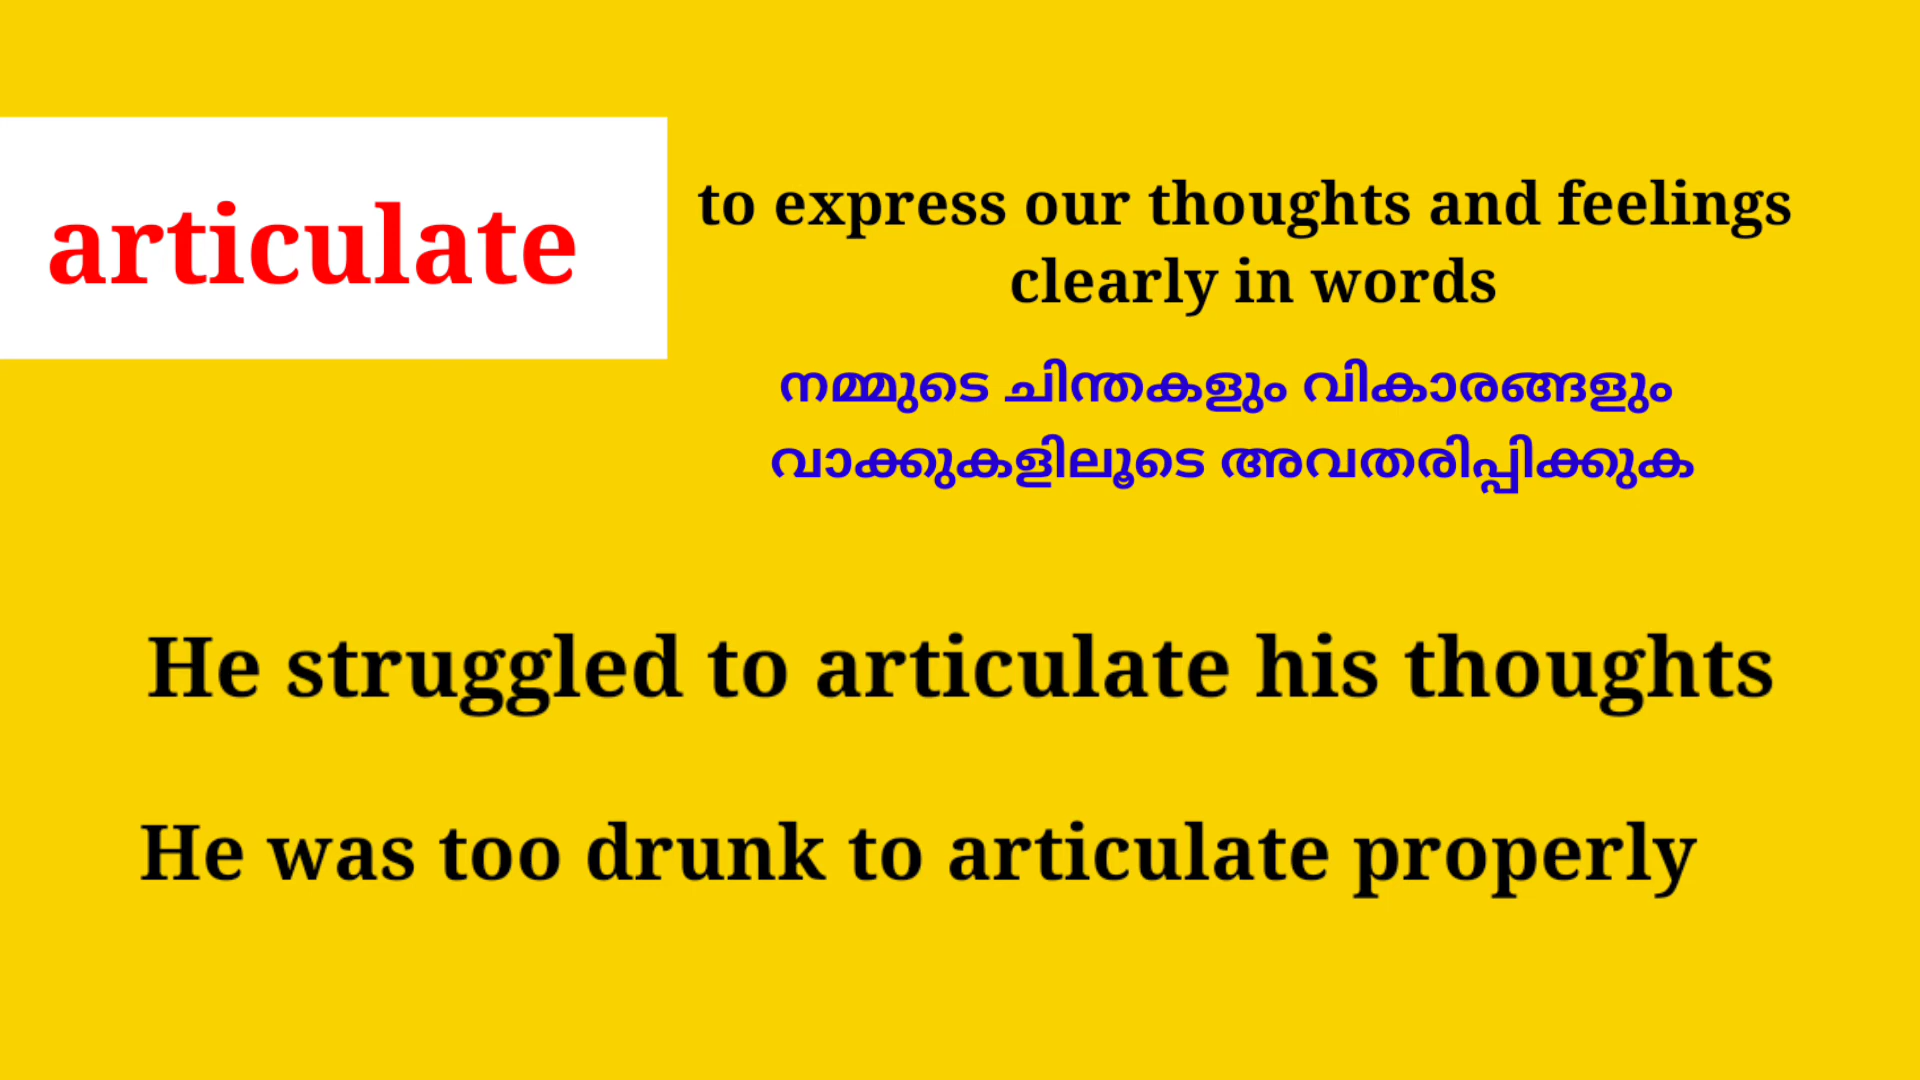 articulate
to express our thoughts and feelings
clearly in words
നമ്മുടെ ചിന്തകളും വികാരങ്ങളും
വാക്കുകളിലൂടെ അവതരിപ്പിക്കുക
He struggled to articulate his thoughts
He was too drunk to articulate properly